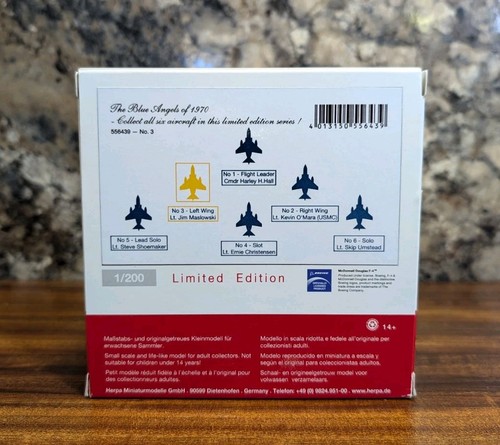 The Blue Angels of 1970
- Collect all six aircraft in this limited edition series !
556439 – No. 3
4 013150 556439
No 1 - Flight Leader
Cmdr Harley H.Hall
No 3 - Left Wing
Lt. Jim Maslowski
No 2 - Right Wing
Lt. Kevin O'Mara (USMC)
No 5 - Lead Solo
Lt. Steve Shoemaker
No 4 - Slot
Lt. Ernie Christensen
No 6 - Solo
Lt. Skip Umstead
1/200
Limited Edition
BOEING
OFFICIALLY
LICENSED
PRODUCT
14+
Maßstabs- und originalgetreues Kleinmodell für
erwachsene Sammler.
Small scale and life-like model for adult collectors. Not
suitable for children under 14 years!
Petit modèle réduit fidèle à l'échelle et à l'original pour
des collectionneurs adultes.
Modello in scala ridotta e fedele all'originale per
collezionisti adulti.
Modelo reproducido en miniatura a escala y
según el original para coleccionistas adultos.
Schaal- en origineelgetrouw model voor
volwassen verzamelaars.
Herpa Miniaturmodelle GmbH . 90599 Dietenhofen . Germany . Telefon: +49 (0) 9824.951-00 . www.herpa.de